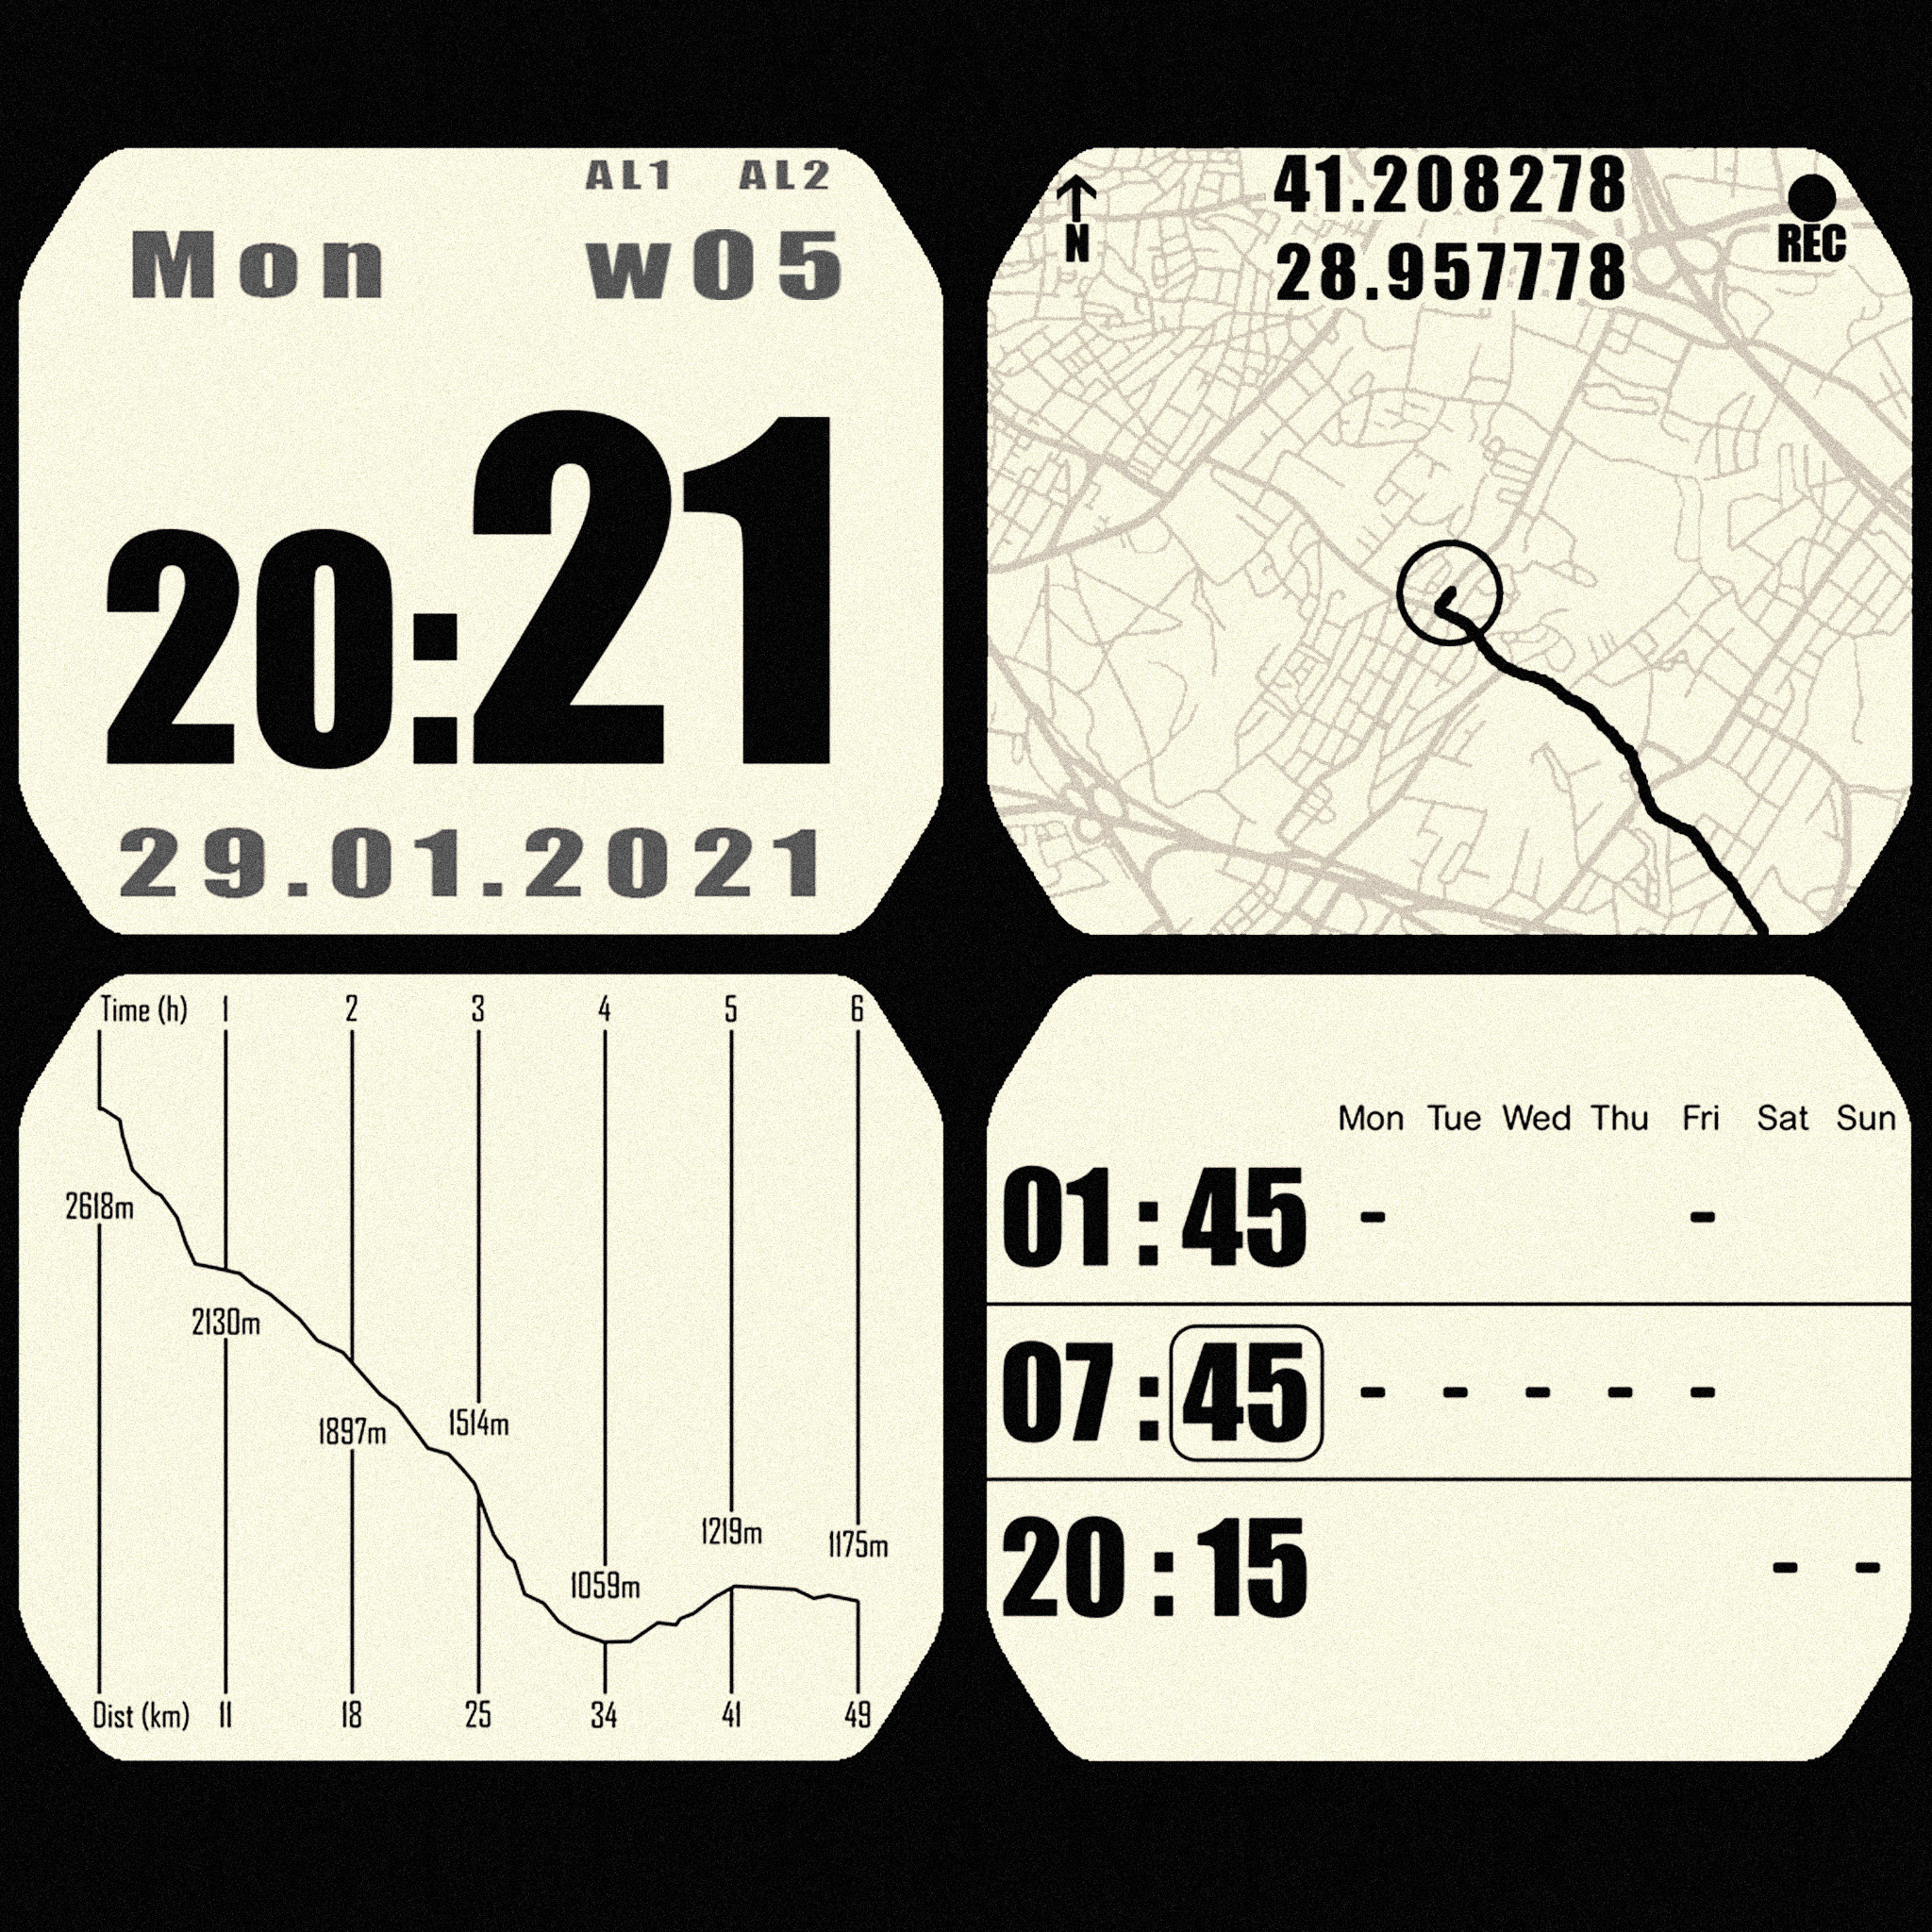 AL1 AL2
Mon w05
20:21
29.01.2021
41.208278
28.957778
N
REC
Time (h) 1 2 3 4 5 6
2618m
2130m
1897m
1514m
1059m
1219m
1175m
Dist (km) 11 18 25 34 41 49
Mon Tue Wed Thu Fri Sat Sun
01:45 - -
07:45 - - - - -
20:15 - -